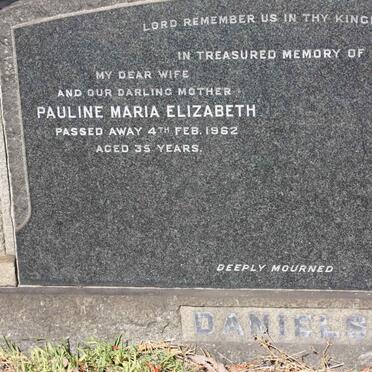 LORD REMEMBER US IN THY
IN TREASURED MEMORY OF
MY DEAR WIFE
AND OUR DARLING MOTHER
PAULINE MARIA ELIZABETH
PASSED AWAY 4TH FEB. 1962
AGED 35 YEARS.
DEEPLY MOURNED
DANIELS